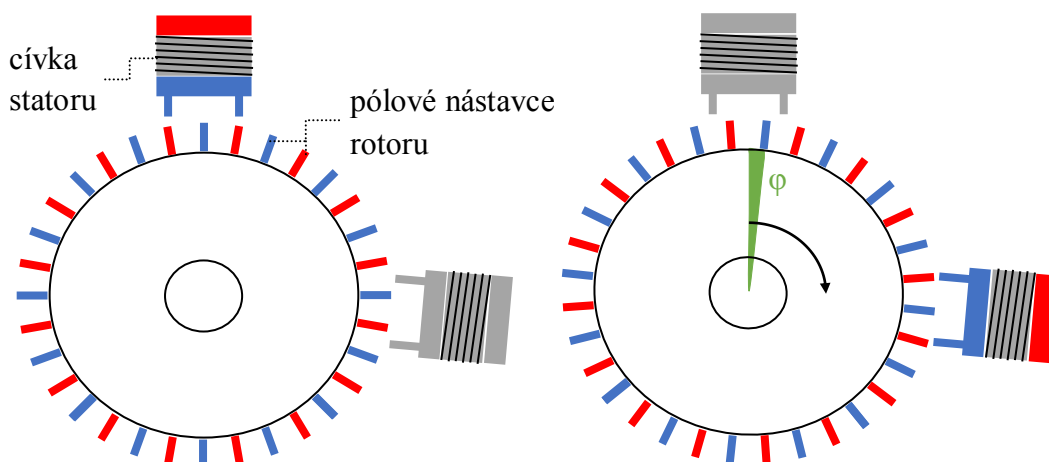 cívka
statoru
pólové nástavce
rotoru
φ